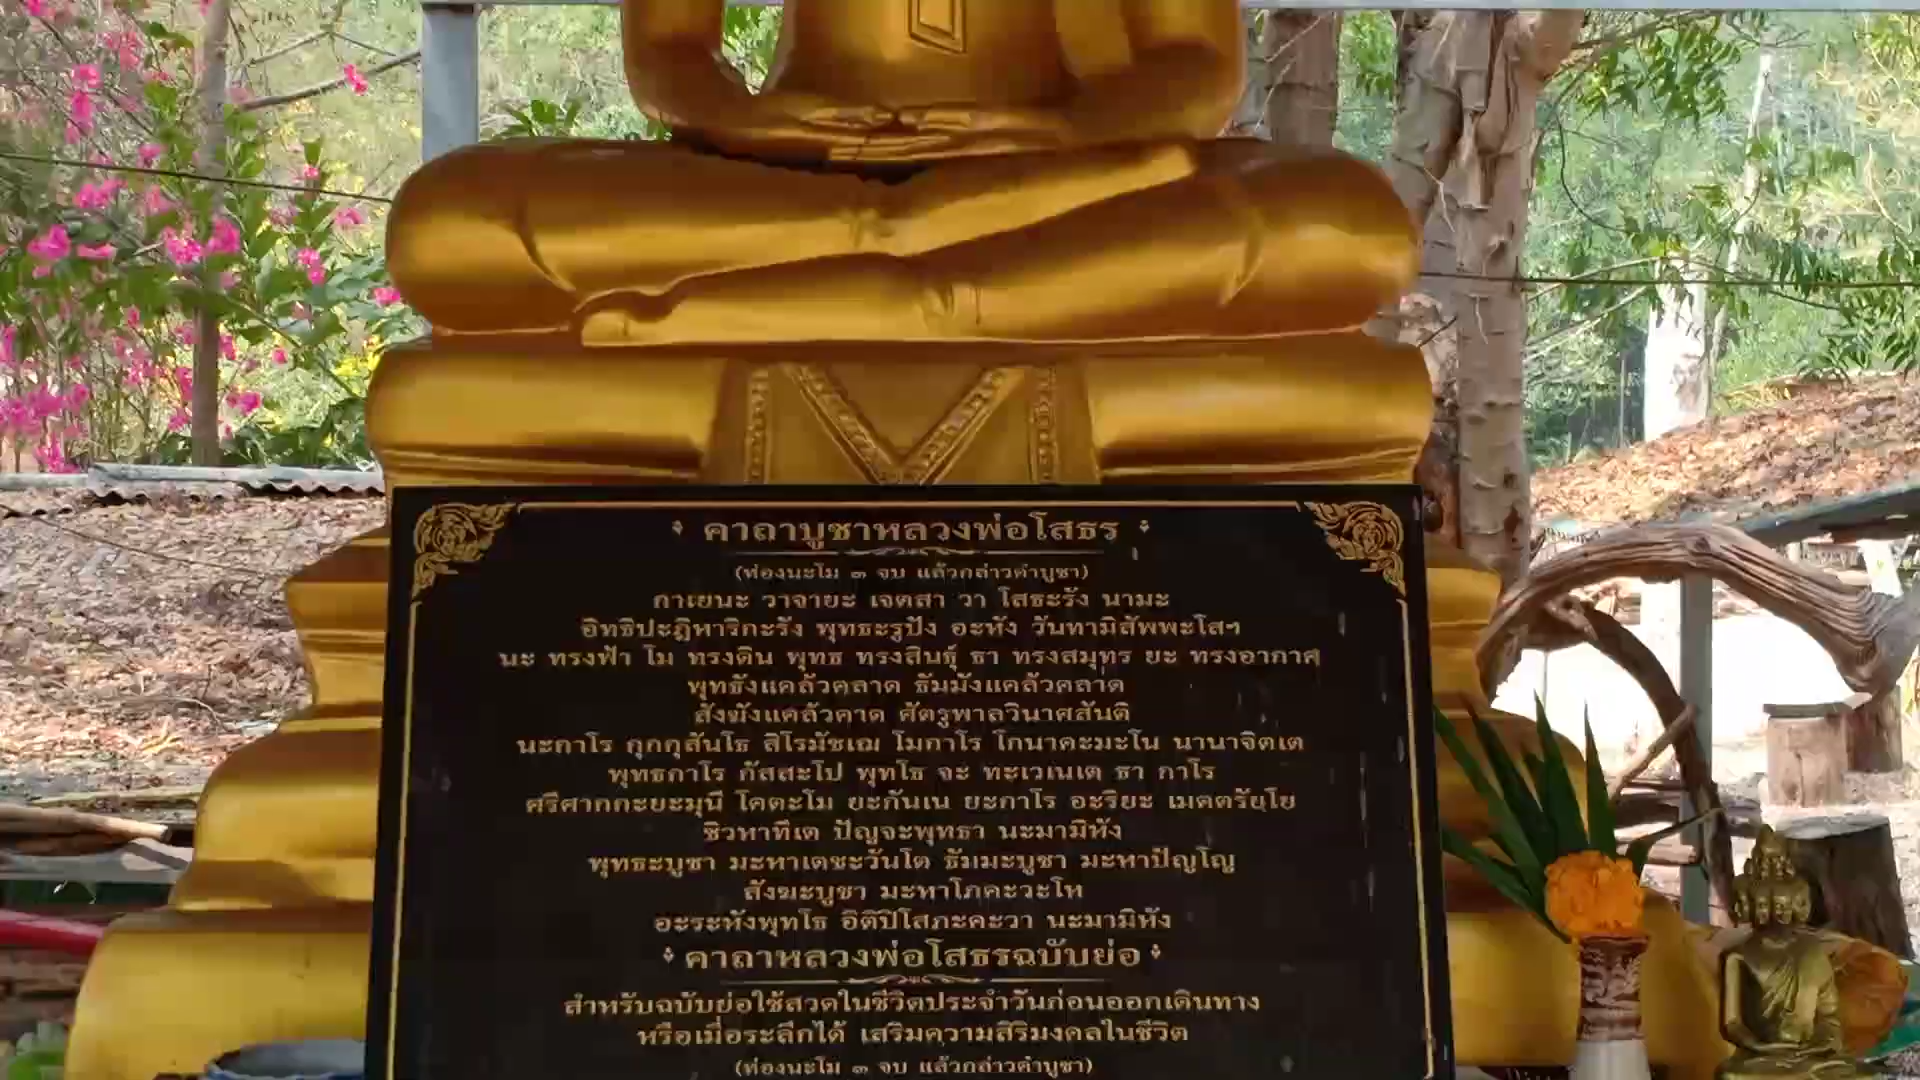 คาถาบูชาหลวงพ่อโสธร
(ท่องนะโม ๓ จบ แล้วกล่าวคำบูชา)
กาเยนะ วาจายะ เจตสา วา โสธะรัง นามะ
อิทธิปะฏิหาริกะรัง พุทธะรูปัง อะหัง วันทามิสัพพะโสฯ
นะ ทรงฟ้า โม ทรงดิน พุทธ ทรงสินธุ์ ธา ทรงสมุทร ยะ ทรงอากาศ
พุทธังแคล้วคลาด ธัมมังแคล้วคลาด
สังฆังแคล้วคาด ศัตรูพาลวินาศสันติ
นะกาโร กุกกุสันโธ สิโรมัชเฌ โมกาโร โกนาคะมะโน นานาจิตเต
พุทธกาโร กัสสะโป พุทโธ จะ ทะเวเนเต ธา กาโร
ศรีศากกะยะมุนี โคตะโม ยะกันเน ยะกาโร อะริยะ เมตตรัยโย
ชิวหาทีเต ปัญจะพุทธา นะมามิหัง
พุทธะบูชา มะหาเตชะวันโต ธัมมะบูชา มะหาปัญโญ
สังฆะบูชา มะหาโภคะวะโห
อะระหังพุทโธ อิติปิโสภะคะวา นะมามิหัง
คาถาหลวงพ่อโสธรฉบับย่อ
สำหรับฉบับย่อใช้สวดในชีวิตประจำวันก่อนออกเดินทาง
หรือเมื่อระลึกได้ เสริมความสิริมงคลในชีวิต
(ท่องนะโม ๓ จบ แล้วกล่าวคำบูชา)